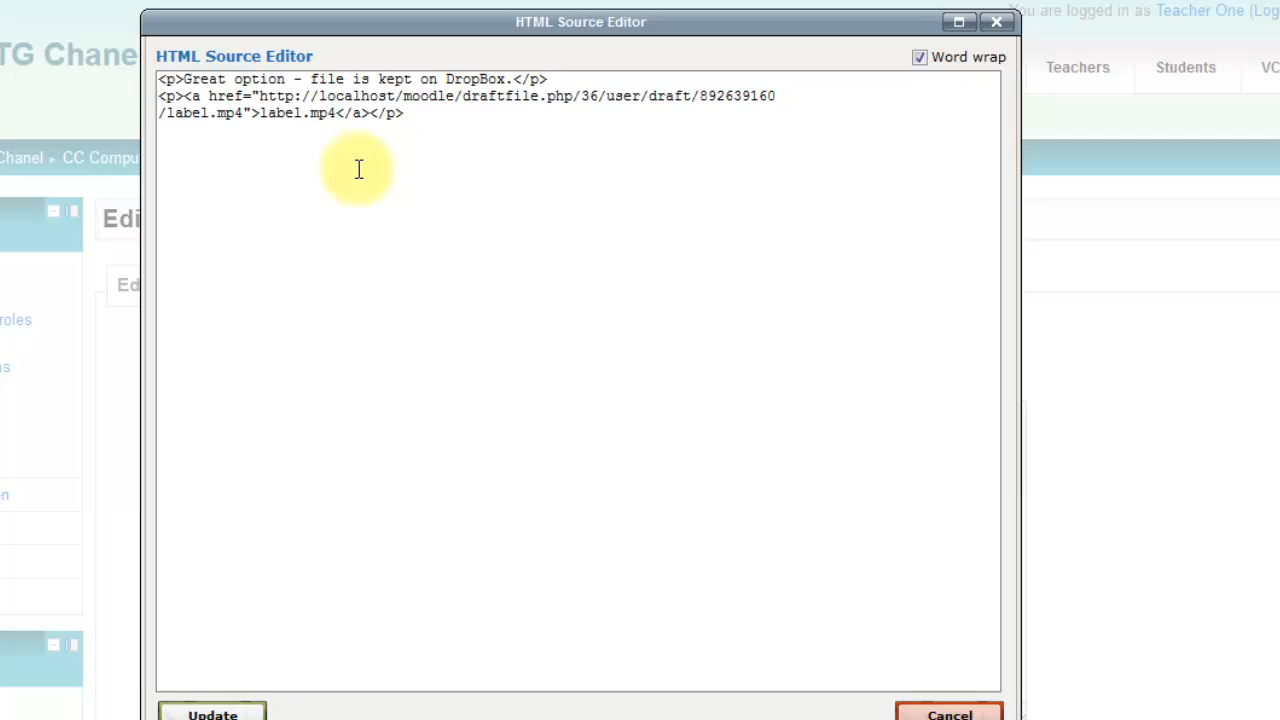 HTML Source Editor
You are logged in as Teacher One (Log
TG Chane
HTML Source Editor
Word wrap
Teachers
Students
VC
<p>Great option - file is kept on DropBox.</p>
<p><a href="http://localhost/moodle/draftfile.php/36/user/draft/892639160
/label.mp4">label.mp4</a></p>
Chanel ▸ CC Compu
Edi
Ed
roles
ns
en
Update
Cancel